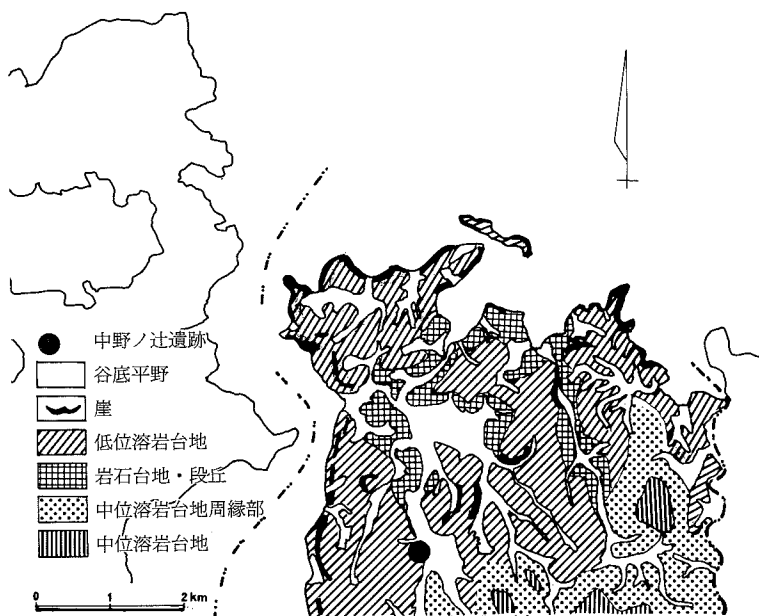 中野ノ辻遺跡
谷底平野
崖
低位溶岩台地
岩石台地・段丘
中位溶岩台地周縁部
中位溶岩台地
0 1 2 km